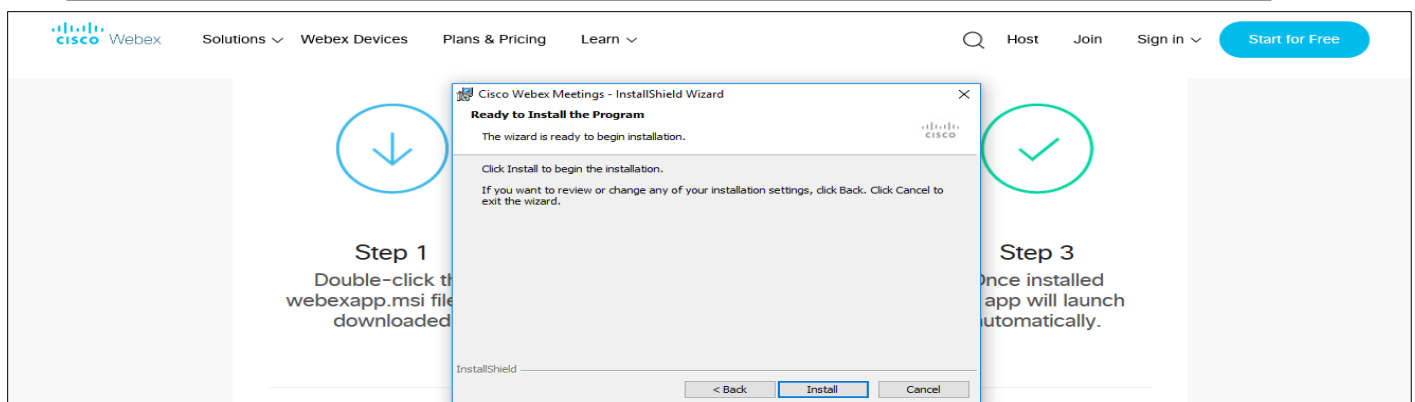 CISCO Webex Solutions Webex Devices Plans & Pricing Learn Host Join Sign in Start for Free
Cisco Webex Meetings - InstallShield Wizard
Ready to Install the Program
The wizard is ready to begin installation.
CISCO
Click Install to begin the installation.
If you want to review or change any of your installation settings, click Back. Click Cancel to
exit the wizard.
Step 1
Double-click
webexapp.msi
downloaded
InstallShield
< Back Install Cancel
Step 3
installed
app will launch